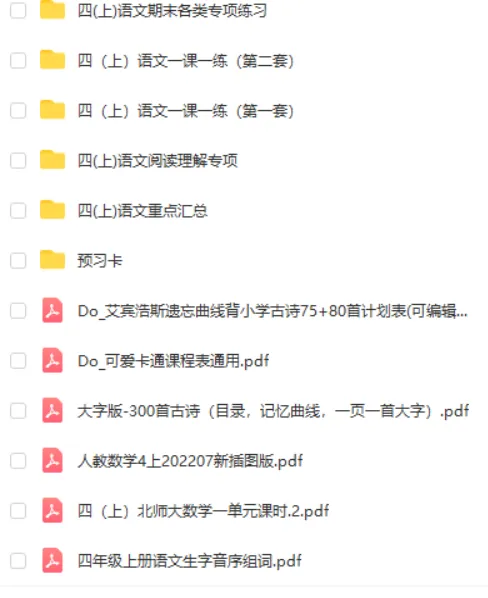 四(上)语文期末各类专项练习
四（上）语文一课一练（第二套）
四（上）语文一课一练（第一套）
四(上)语文阅读理解专项
四(上)语文重点汇总
预习卡
Do_艾宾浩斯遗忘曲线背小学古诗75+80首计划表(可编辑...
Do_可爱卡通课程表通用.pdf
大字版-300首古诗（目录，记忆曲线，一页一首大字）.pdf
人教数学4上202207新插图版.pdf
四（上）北师大数学一单元课时.2.pdf
四年级上册语文生字音序组词.pdf